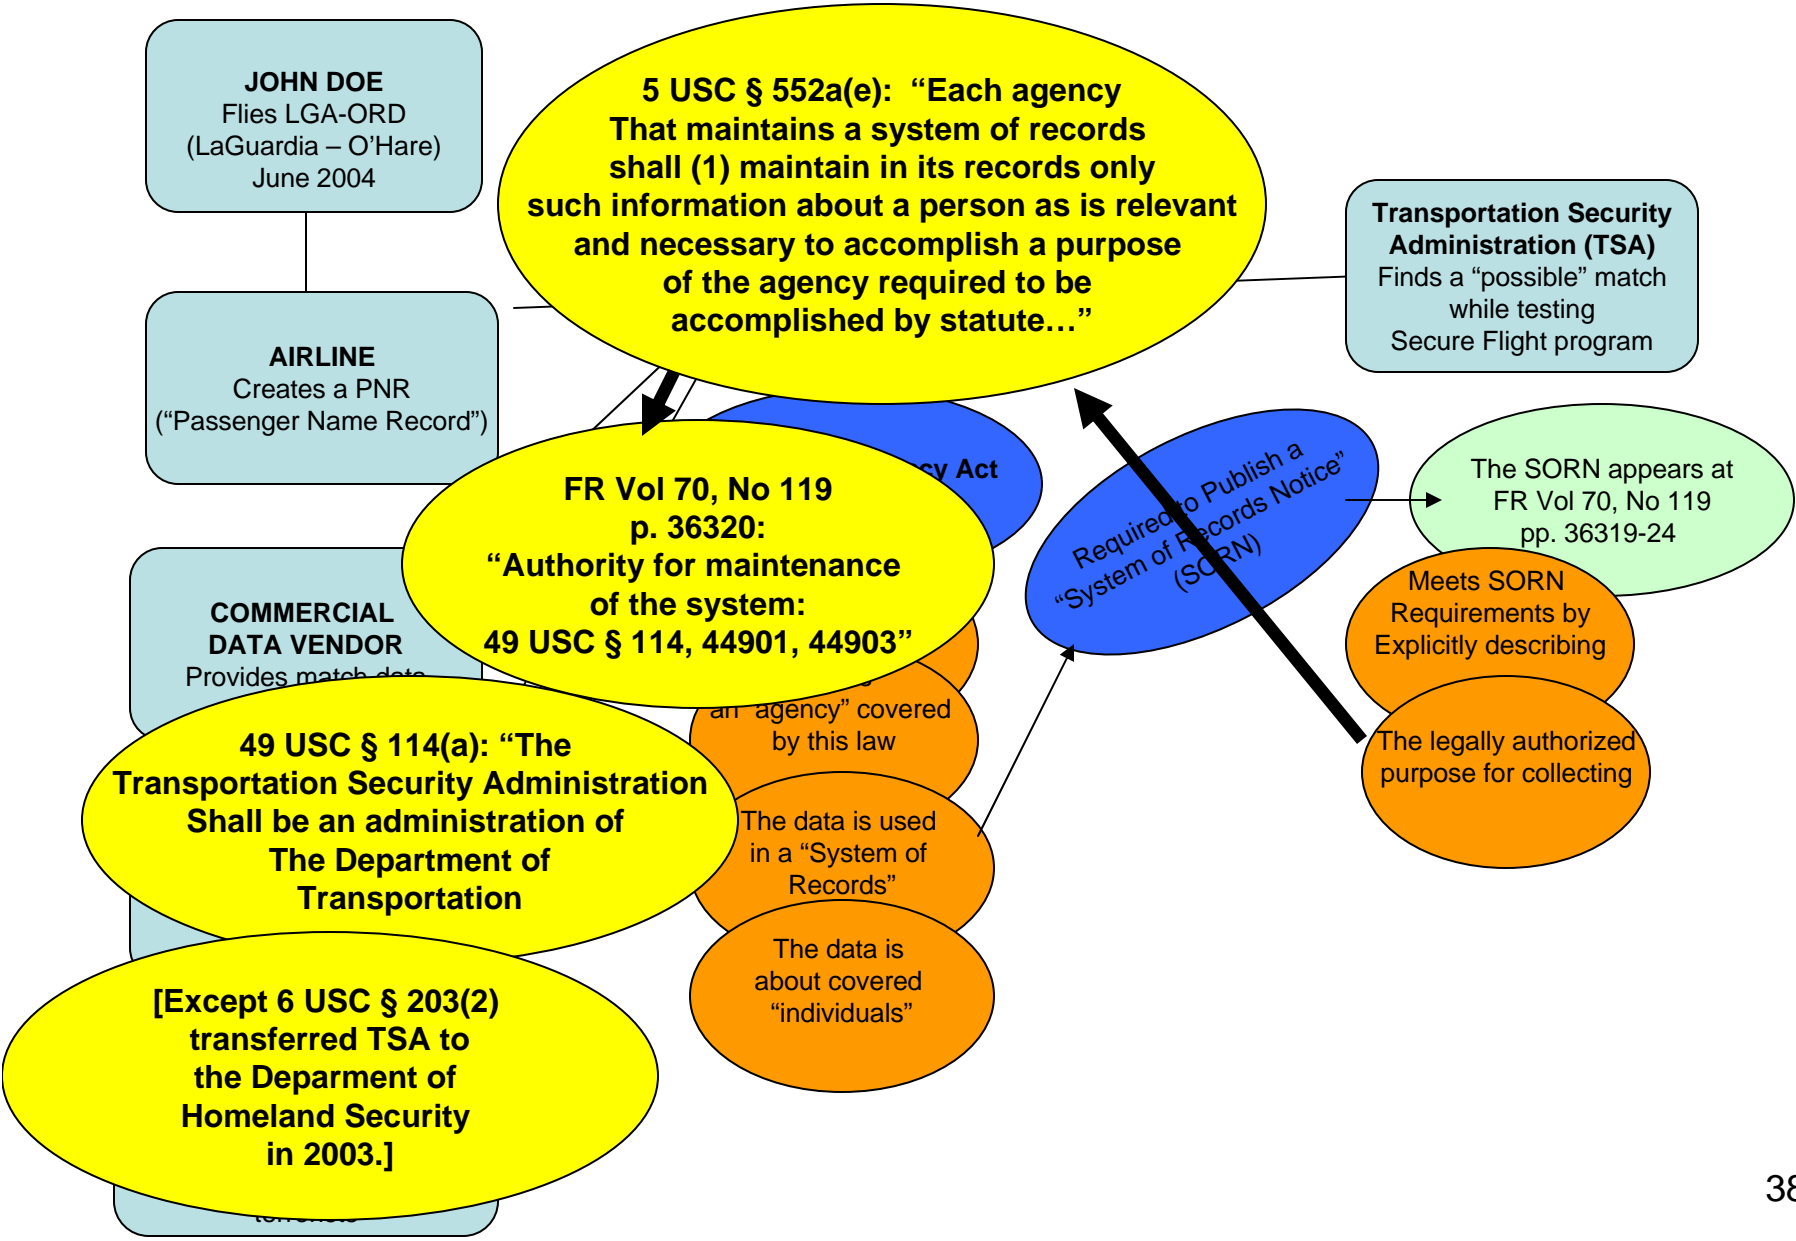 JOHN DOE
Flies LGA-ORD
(LaGuardia – O’Hare)
June 2004
5 USC § 552a(e):  “Each agency
That maintains a system of records
shall (1) maintain in its records only
such information about a person as is relevant
and necessary to accomplish a purpose
of the agency required to be
accomplished by statute…”
Transportation Security
Administration (TSA)
Finds a “possible” match
while testing
Secure Flight program
AIRLINE
Creates a PNR
(“Passenger Name Record”)
Act
FR Vol 70, No 119
p. 36320:
“Authority for maintenance
of the system:
49 USC § 114, 44901, 44903”
Required to Publish a
“System of Records Notice”
(SORN)
The SORN appears at
FR Vol 70, No 119
pp. 36319-24
Meets SORN
Requirements by
Explicitly describing
The legally authorized
purpose for collecting
COMMERCIAL
DATA VENDOR
Provides match data
an “agency” covered
by this law
49 USC § 114(a): “The
Transportation Security Administration
Shall be an administration of
The Department of
Transportation
The data is used
in a “System of
Records”
The data is
about covered
“individuals”
[Except 6 USC § 203(2)
transferred TSA to
the Deparment of
Homeland Security
in 2003.]
38